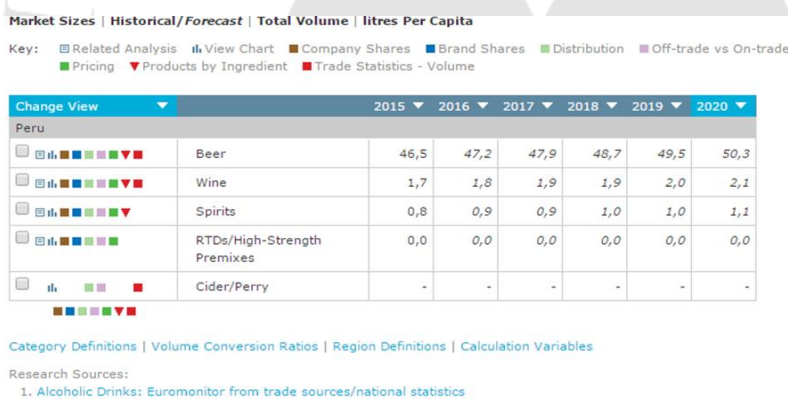 Market Sizes | Historical/Forecast | Total Volume | litres Per Capita
Key: Related Analysis View Chart Company Shares Brand Shares Distribution Off-trade vs On-trade
Pricing Products by Ingredient Trade Statistics - Volume
Change View 2015 2016 2017 2018 2019 2020
Peru
Beer 46,5 47,2 47,9 48,7 49,5 50,3
Wine 1,7 1,8 1,9 1,9 2,0 2,1
Spirits 0,8 0,9 0,9 1,0 1,0 1,1
RTDs/High-Strength 0,0 0,0 0,0 0,0 0,0 0,0
Premixes
Cider/Perry - - - - - -
Category Definitions | Volume Conversion Ratios | Region Definitions | Calculation Variables
Research Sources:
1. Alcoholic Drinks: Euromonitor from trade sources/national statistics